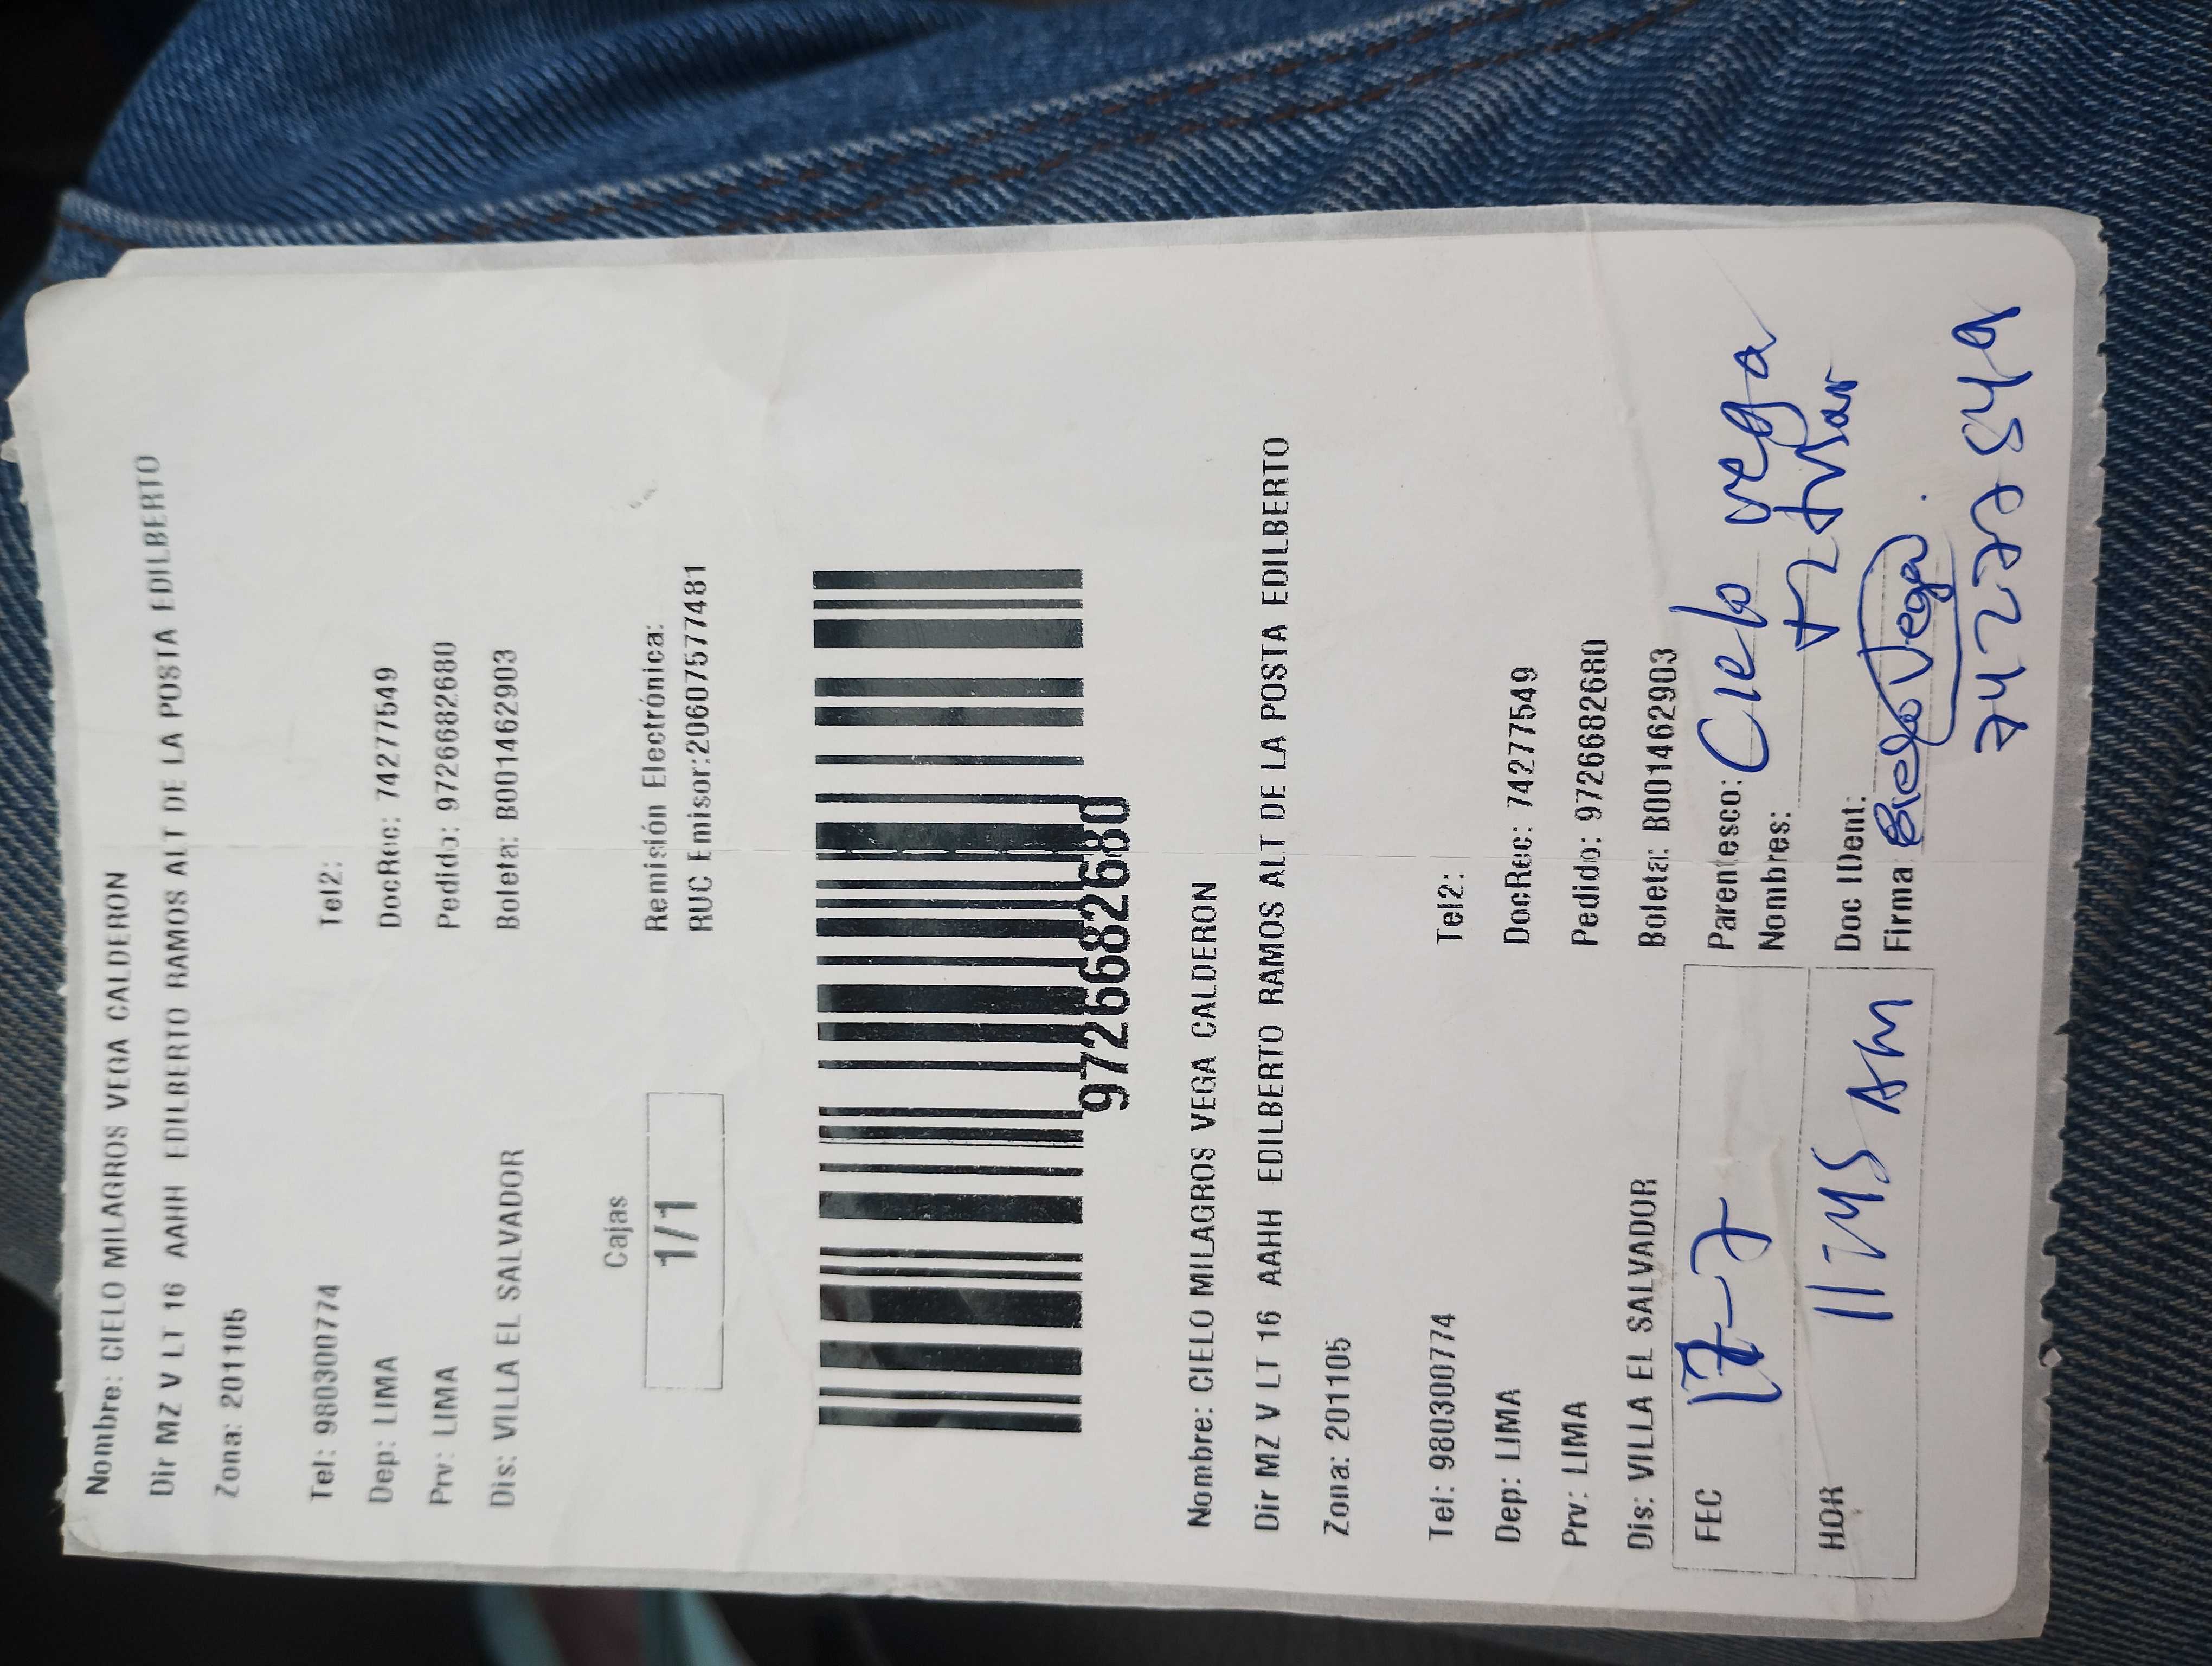 Nombre: CIELO MILAGROS VEGA CALDERON
Dir MZ V LT 16 AAHH EDILBERTO RAMOS ALT DE LA POSTA EDILBERTO
Zona: 201105
Tel: 980300774 Tel2:
Dep: LIMA DocRec: 74277549
Prv: LIMA Pedido: 9726682680
Dis: VILLA EL SALVADOR Boleta: B001462903
Cajas
1/1
Remisión Electrónica:
RUC Emisor:20607577481
9726682680
Nombre: CIELO MILAGROS VEGA CALDERON
Dir MZ V LT 16 AAHH EDILBERTO RAMOS ALT DE LA POSTA EDILBERTO
Zona: 201105
Tel: 980300774 Tel2:
Dep: LIMA DocRec: 74277549
Prv: LIMA Pedido: 9726682680
Dis: VILLA EL SALVADOR Boleta: B001462903
FEC 17-7 Parentesco: Cielo vega
Nombres:
HOR 11:45 AM Doc IDent:
Firma: Vega
74277549